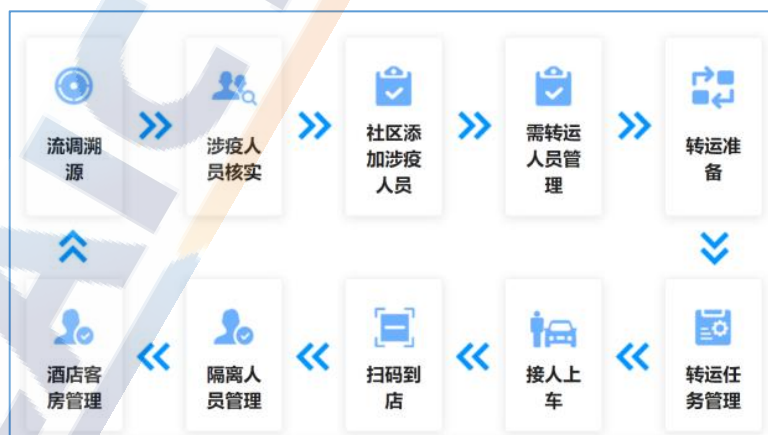 流调溯
源
涉疫人
员核实
社区添
加涉疫
人员
需转运
人员管
理
转运准
备
酒店客
房管理
隔离人
员管理
扫码到
店
接人上
车
转运任
务管理